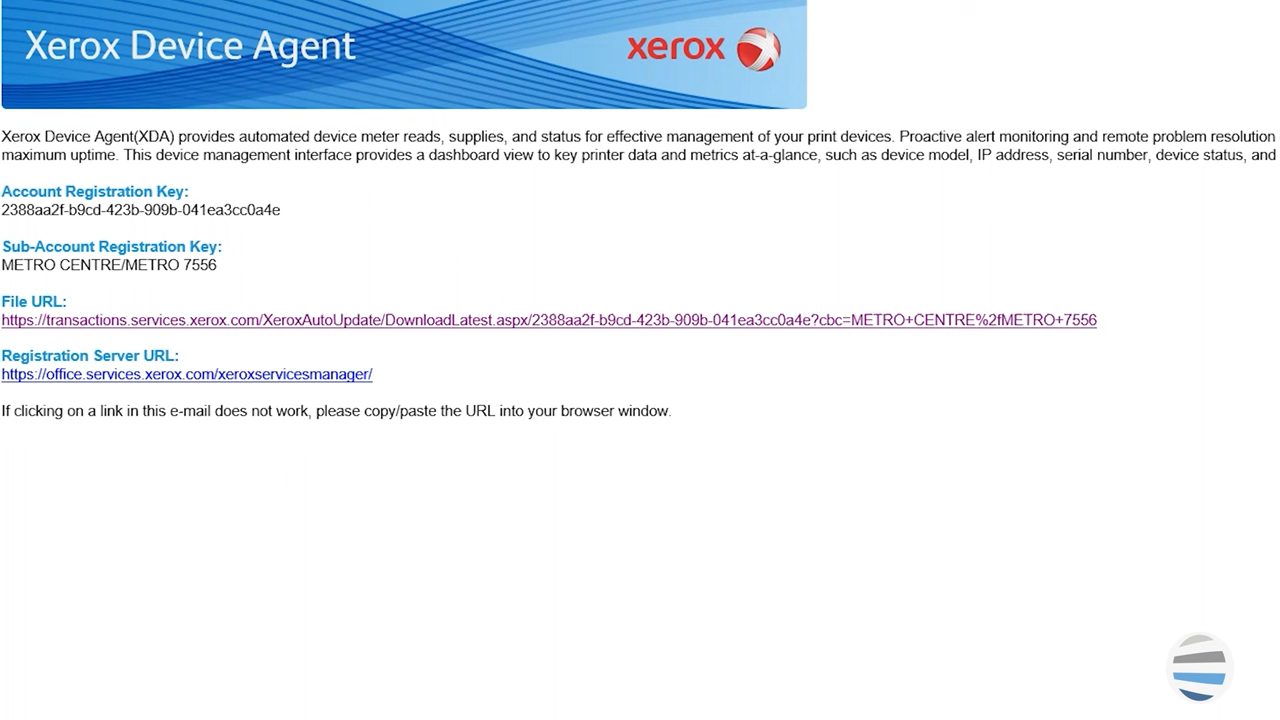 Xerox Device Agent
xerox
Xerox Device Agent(XDA) provides automated device meter reads, supplies, and status for effective management of your print devices. Proactive alert monitoring and remote problem resolution
maximum uptime. This device management interface provides a dashboard view to key printer data and metrics at-a-glance, such as device model, IP address, serial number, device status, and
Account Registration Key:
2388aa2f-b9cd-423b-909b-041ea3cc0a4e
Sub-Account Registration Key:
METRO CENTRE/METRO 7556
File URL:
https://transactions.services.xerox.com/XeroxAutoUpdate/DownloadLatest.aspx/2388aa2f-b9cd-423b-909b-041ea3cc0a4e?cbc=METRO+CENTRE%2fMETRO+7556
Registration Server URL:
https://office.services.xerox.com/xeroxservicesmanager/
If clicking on a link in this e-mail does not work, please copy/paste the URL into your browser window.